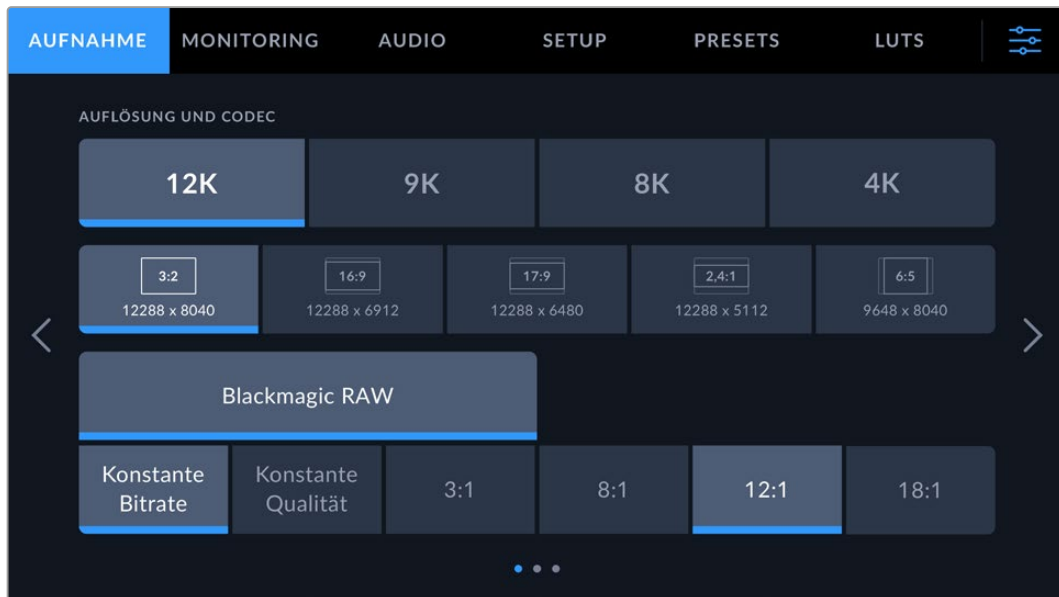 AUFNAHME MONITORING AUDIO SETUP PRESETS LUTS
AUFLÖSUNG UND CODEC
12K 9K 8K 4K
3:2 16:9 17:9 2,4:1 6:5
12288 x 8040 12288 x 6912 12288 x 6480 12288 x 5112 9648 x 8040
Blackmagic RAW
Konstante Bitrate Konstante Qualität 3:1 8:1 12:1 18:1